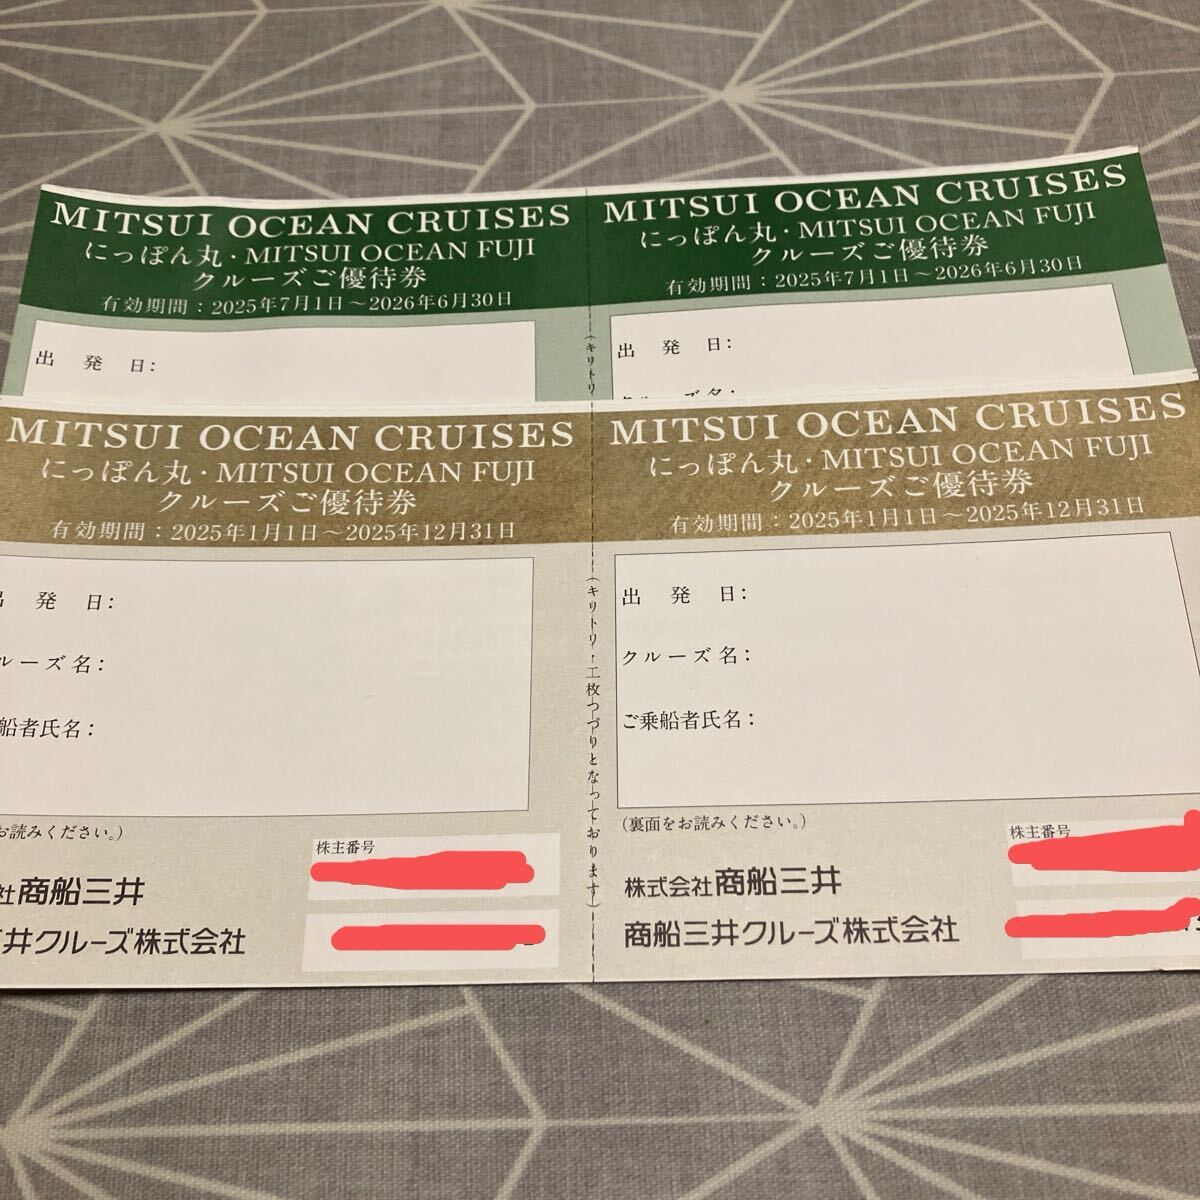 MITSUI OCEAN CRUISES
にっぽん丸・MITSUI OCEAN FUJI
クルーズご優待券
有効期間：2025年7月1日〜2026年6月30日
出発日：
MITSUI OCEAN CRUISES
にっぽん丸・MITSUI OCEAN FUJI
クルーズご優待券
有効期間：2025年7月1日〜2026年6月30日
出発日：
クルーズ名：
(キリトリ
MITSUI OCEAN CRUISES
にっぽん丸・MITSUI OCEAN FUJI
クルーズご優待券
有効期間：2025年1月1日〜2025年12月31日
出発日：
ルーズ名：
船者氏名：
お読みください。)
株主番号
社商船三井
三井クルーズ株式会社
(キリトリ・工枚つづりとなっております)
MITSUI OCEAN CRUISES
にっぽん丸・MITSUI OCEAN FUJI
クルーズご優待券
有効期間：2025年1月1日〜2025年12月31日
出発日：
クルーズ名：
ご乗船者氏名：
(裏面をお読みください。)
株主番号
株式会社商船三井
商船三井クルーズ株式会社